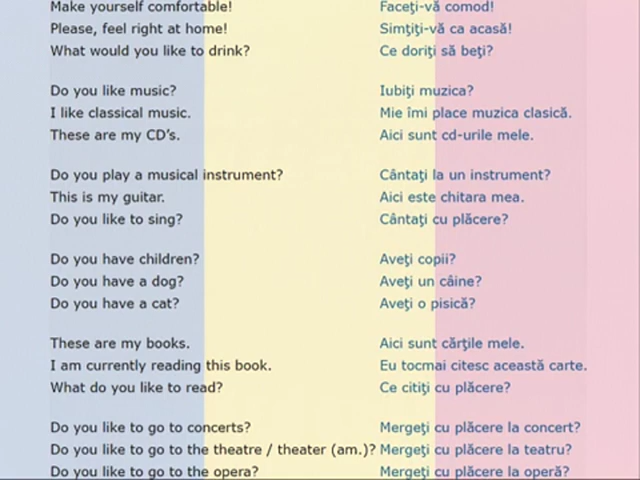 Make yourself comfortable! Faceţi-vă comod!
Please, feel right at home! Simţiţi-vă ca acasă!
What would you like to drink? Ce doriţi să beţi?
Do you like music? Iubiţi muzica?
I like classical music. Mie îmi place muzica clasică.
These are my CD's. Aici sunt cd-urile mele.
Do you play a musical instrument? Cântaţi la un instrument?
This is my guitar. Aici este chitara mea.
Do you like to sing? Cântaţi cu plăcere?
Do you have children? Aveţi copii?
Do you have a dog? Aveţi un câine?
Do you have a cat? Aveţi o pisică?
These are my books. Aici sunt cărţile mele.
I am currently reading this book. Eu tocmai citesc această carte.
What do you like to read? Ce citiţi cu plăcere?
Do you like to go to concerts? Mergeţi cu plăcere la concert?
Do you like to go to the theatre / theater (am.)? Mergeţi cu plăcere la teatru?
Do you like to go to the opera? Mergeţi cu plăcere la operă?